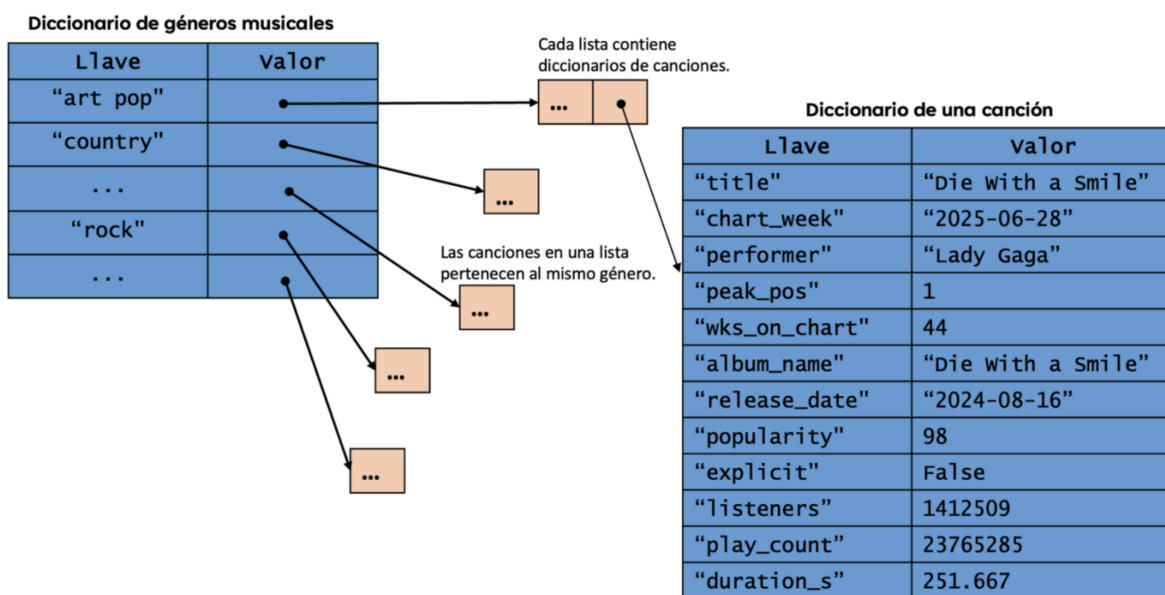 Diccionario de géneros musicales
Llave Valor
“art pop"
“country"
...
“rock"
...
Cada lista contiene
diccionarios de canciones.
...
...
Las canciones en una lista
pertenecen al mismo género.
...
...
...
Diccionario de una canción
Llave Valor
“title" “Die With a Smile”
“chart_week" “2025-06-28”
“performer" “Lady Gaga”
“peak_pos" 1
“wks_on_chart" 44
“album_name" “Die With a Smile”
“release_date" “2024-08-16”
“popularity" 98
“explicit" False
“listeners" 1412509
“play_count" 23765285
“duration_s" 251.667